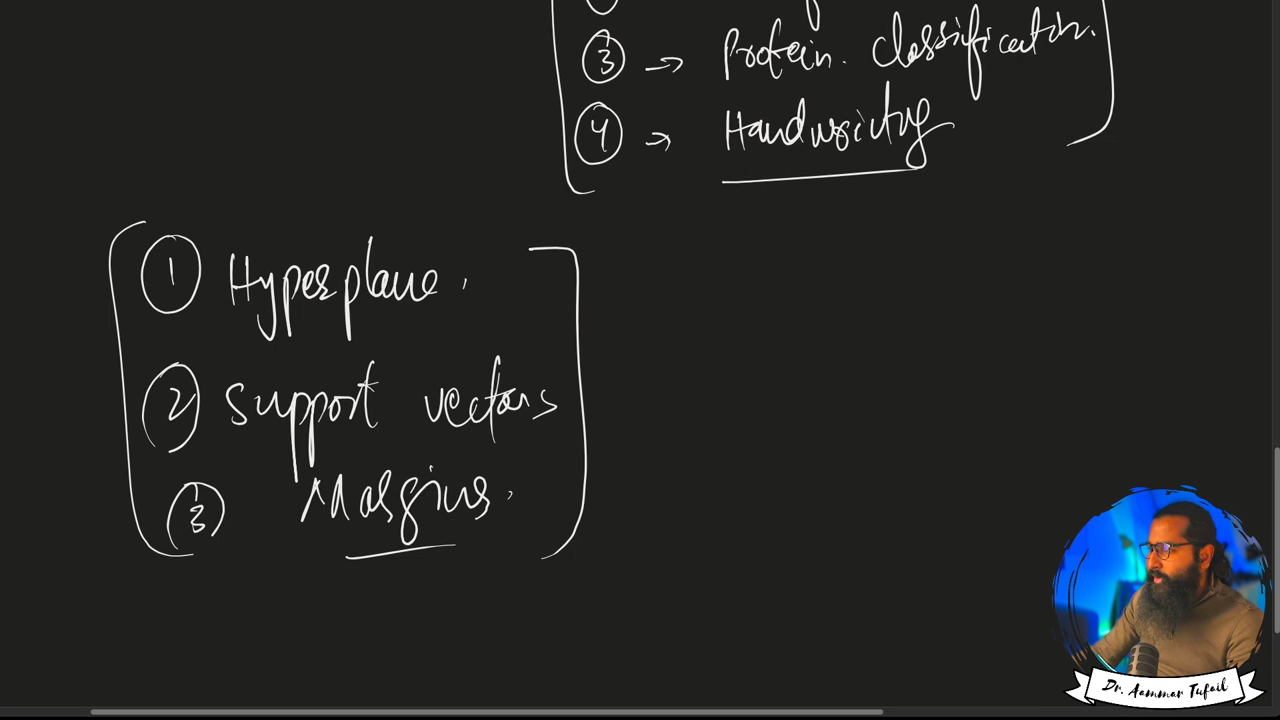 3 → Protein. Classification.
4 → Handwriting
1 Hyperplane.
2 Support vectors
3 Margins.
Dr. Aammar Tufail